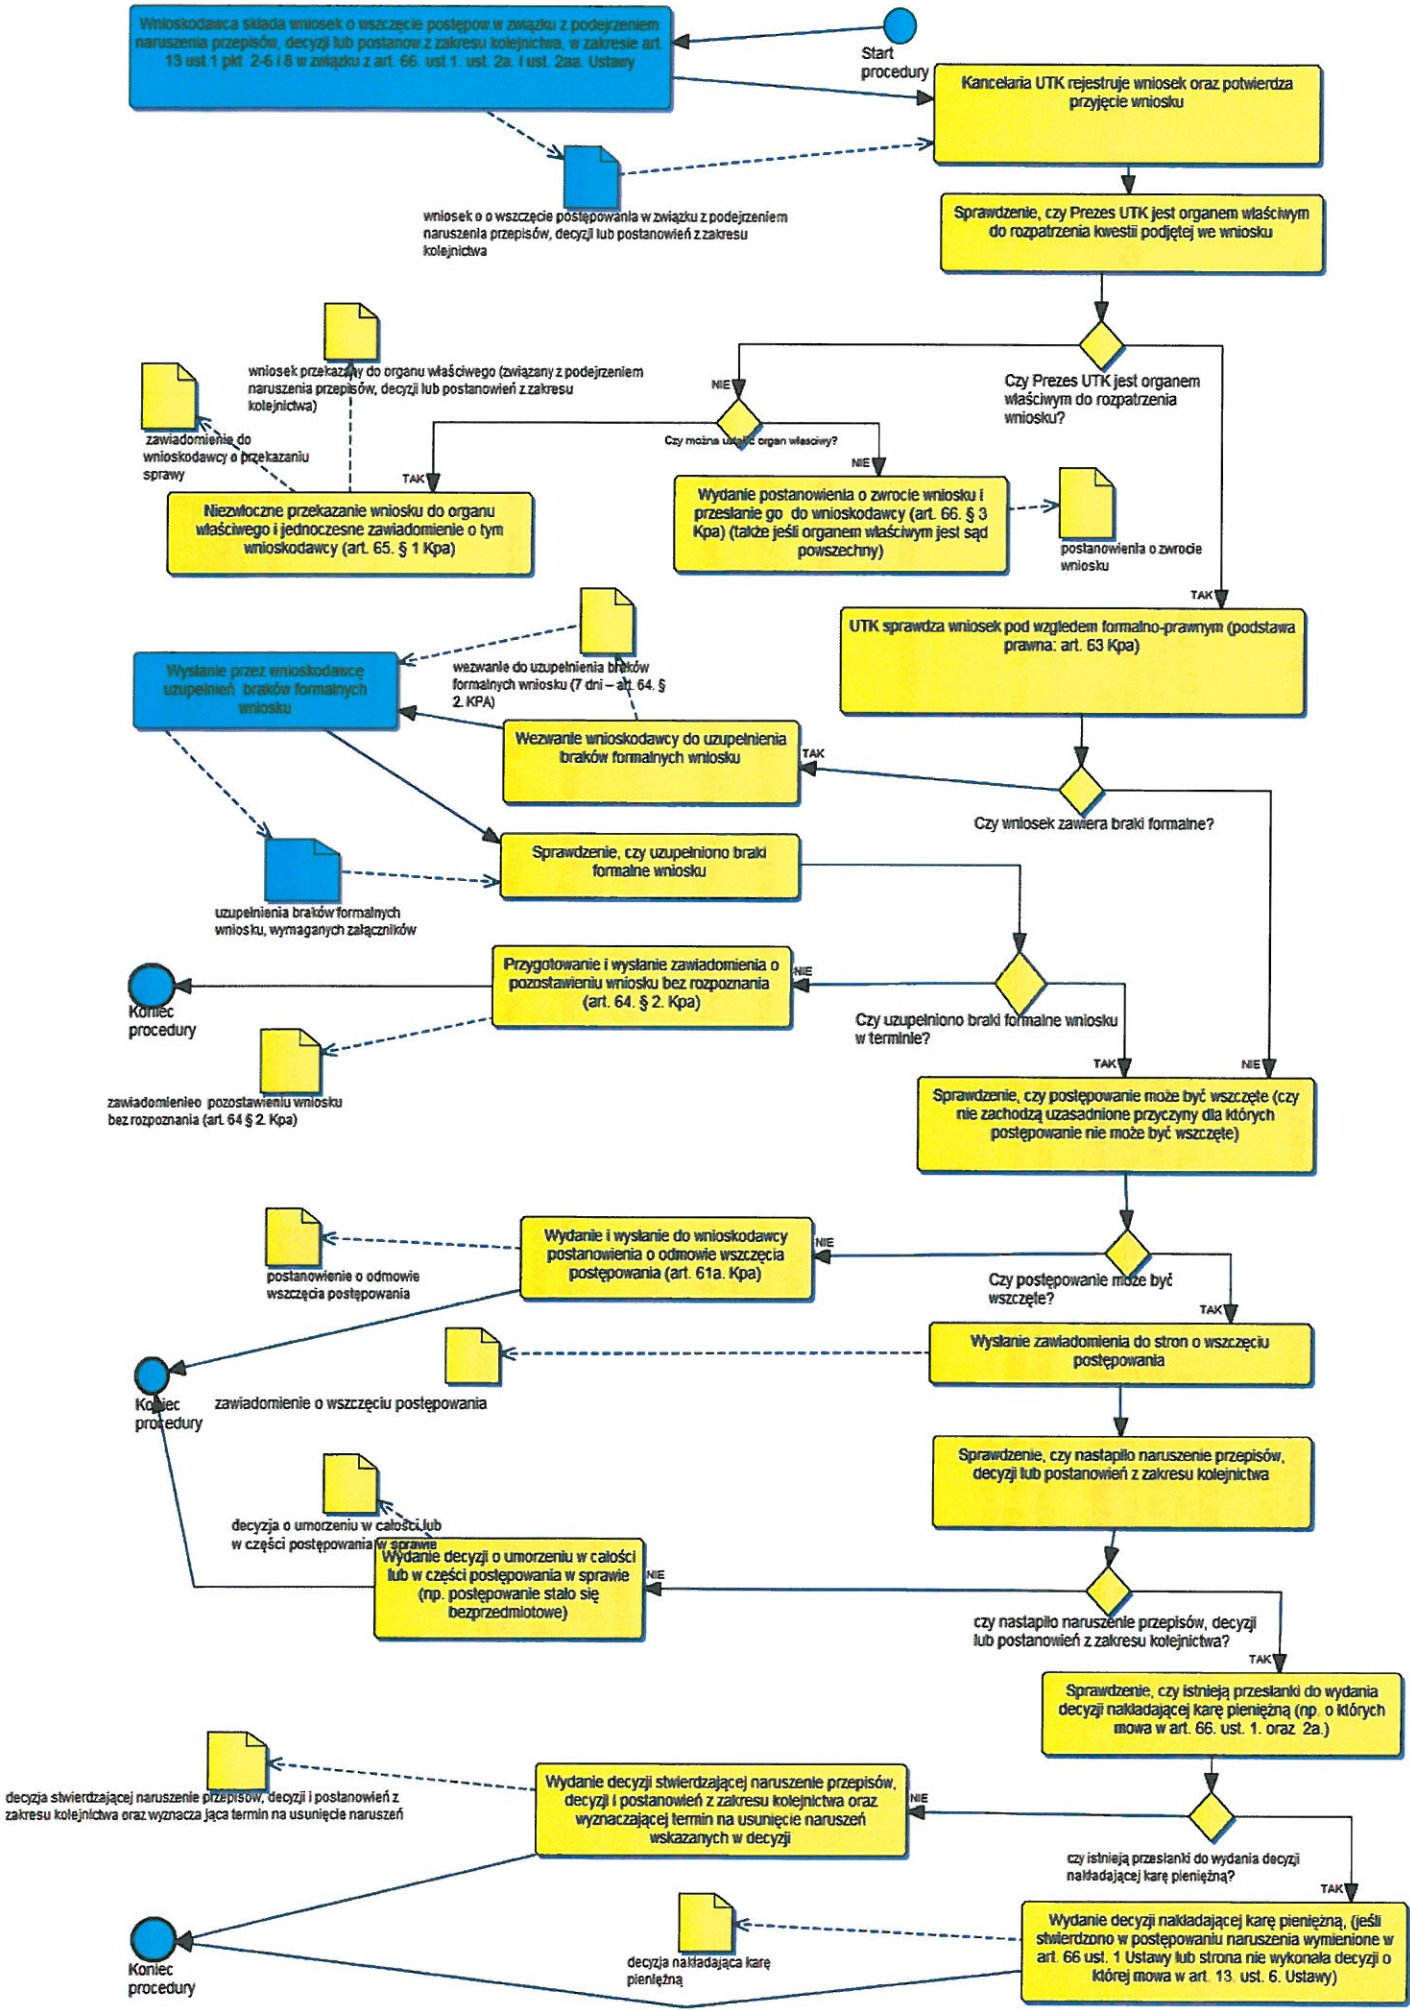 Wnioskodawca składa wniosek o wszczęcie postępow.w związku z podejrzeniem
naruszenia przepisów, decyzji lub postanow.z zakresu kolejnictwa, w zakresie art.
13 ust.1 pkt 2-6 i 8 w związku z art. 66. ust.1. ust. 2a. i ust. 2aa. Ustawy
Start
procedury
Kancelaria UTK rejestruje wniosek oraz potwierdza
przyjęcie wniosku
wniosek o o wszczęcie postępowania w związku z podejrzeniem
naruszenia przepisów, decyzji lub postanowień z zakresu
kolejnictwa
Sprawdzenie, czy Prezes UTK jest organem właściwym
do rozpatrzenia kwestii podjętej we wniosku
wniosek przekazany do organu właściwego (związany z podejrzeniem
naruszenia przepisów, decyzji lub postanowień z zakresu
kolejnictwa)
NIE
Czy Prezes UTK jest organem
właściwym do rozpatrzenia
wniosku?
zawiadomienie do
wnioskodawcy o przekazaniu
sprawy
Czy można ustalić organ własciwy?
TAK
NIE
Niezwłoczne przekazanie wniosku do organu
właściwego i jednoczesne zawiadomienie o tym
wnioskodawcy (art. 65. § 1 Kpa)
Wydanie postanowienia o zwrocie wniosku i
przesłanie go do wnioskodawcy (art. 66. § 3
Kpa) (także jeśli organem właściwym jest sąd
powszechny)
postanowienia o zwrocie
wniosku
TAK
UTK sprawdza wniosek pod wzgledem formalno-prawnym (podstawa
prawna: art. 63 Kpa)
Wysłanie przez wnioskodawcę
uzupełnień braków formalnych
wniosku
wezwanie do uzupełnienia braków
formalnych wniosku (7 dni – art. 64. §
2. KPA)
Wezwanie wnioskodawcy do uzupełnienia
braków formalnych wniosku
TAK
Czy wniosek zawiera braki formalne?
Sprawdzenie, czy uzupełniono braki
formalne wniosku
uzupełnienia braków formalnych
wniosku, wymaganych załączników
Przygotowanie i wysłanie zawiadomienia o
pozostawieniu wniosku bez rozpoznania
(art. 64. § 2. Kpa)
NIE
Koniec
procedury
Czy uzupełniono braki formalne wniosku
w terminie?
TAK
NIE
zawiadomienieo pozostawieniu wniosku
bez rozpoznania (art. 64 § 2. Kpa)
Sprawdzenie, czy postępowanie może być wszczęte (czy
nie zachodzą uzasadnione przyczyny dla których
postępowanie nie może być wszczęte)
Wydanie i wysłanie do wnioskodawcy
postanowienia o odmowie wszczęcia
postępowania (art. 61a. Kpa)
NIE
postanowienie o odmowie
wszczęcia postępowania
Czy postępowanie może być
wszczęte?
TAK
Wysłanie zawiadomienia do stron o wszczęciu
postępowania
Koniec
procedury
zawiadomienie o wszczęciu postępowania
Sprawdzenie, czy nastąpiło naruszenie przepisów,
decyzji lub postanowień z zakresu kolejnictwa
decyzja o umorzeniu w całości lub
w części postępowania w sprawie
Wydanie decyzji o umorzeniu w całości
lub w części postępowania w sprawie
(np. postępowanie stało się
bezprzedmiotowe)
NIE
czy nastąpiło naruszenie przepisów, decyzji
lub postanowień z zakresu kolejnictwa?
TAK
Sprawdzenie, czy istnieją przesłanki do wydania
decyzji nakładającej karę pieniężną (np. o których
mowa w art. 66. ust. 1. oraz 2a.)
decyzja stwierdzającej naruszenie przepisów, decyzji i postanowień z
zakresu kolejnictwa oraz wyznacza jąca termin na usunięcie naruszeń
Wydanie decyzji stwierdzającej naruszenie przepisów,
decyzji i postanowień z zakresu kolejnictwa oraz
wyznaczającej termin na usunięcie naruszeń
wskazanych w decyzji
NIE
czy istnieją przesłanki do wydania decyzji
nakładającej karę pieniężną?
TAK
Wydanie decyzji nakładającej karę pieniężną, (jeśli
stwierdzono w postępowaniu naruszenia wymienione w
art. 66 ust. 1 Ustawy lub strona nie wykonała decyzji o
której mowa w art. 13. ust. 6. Ustawy)
decyzja nakładająca karę
pieniężną
Koniec
procedury